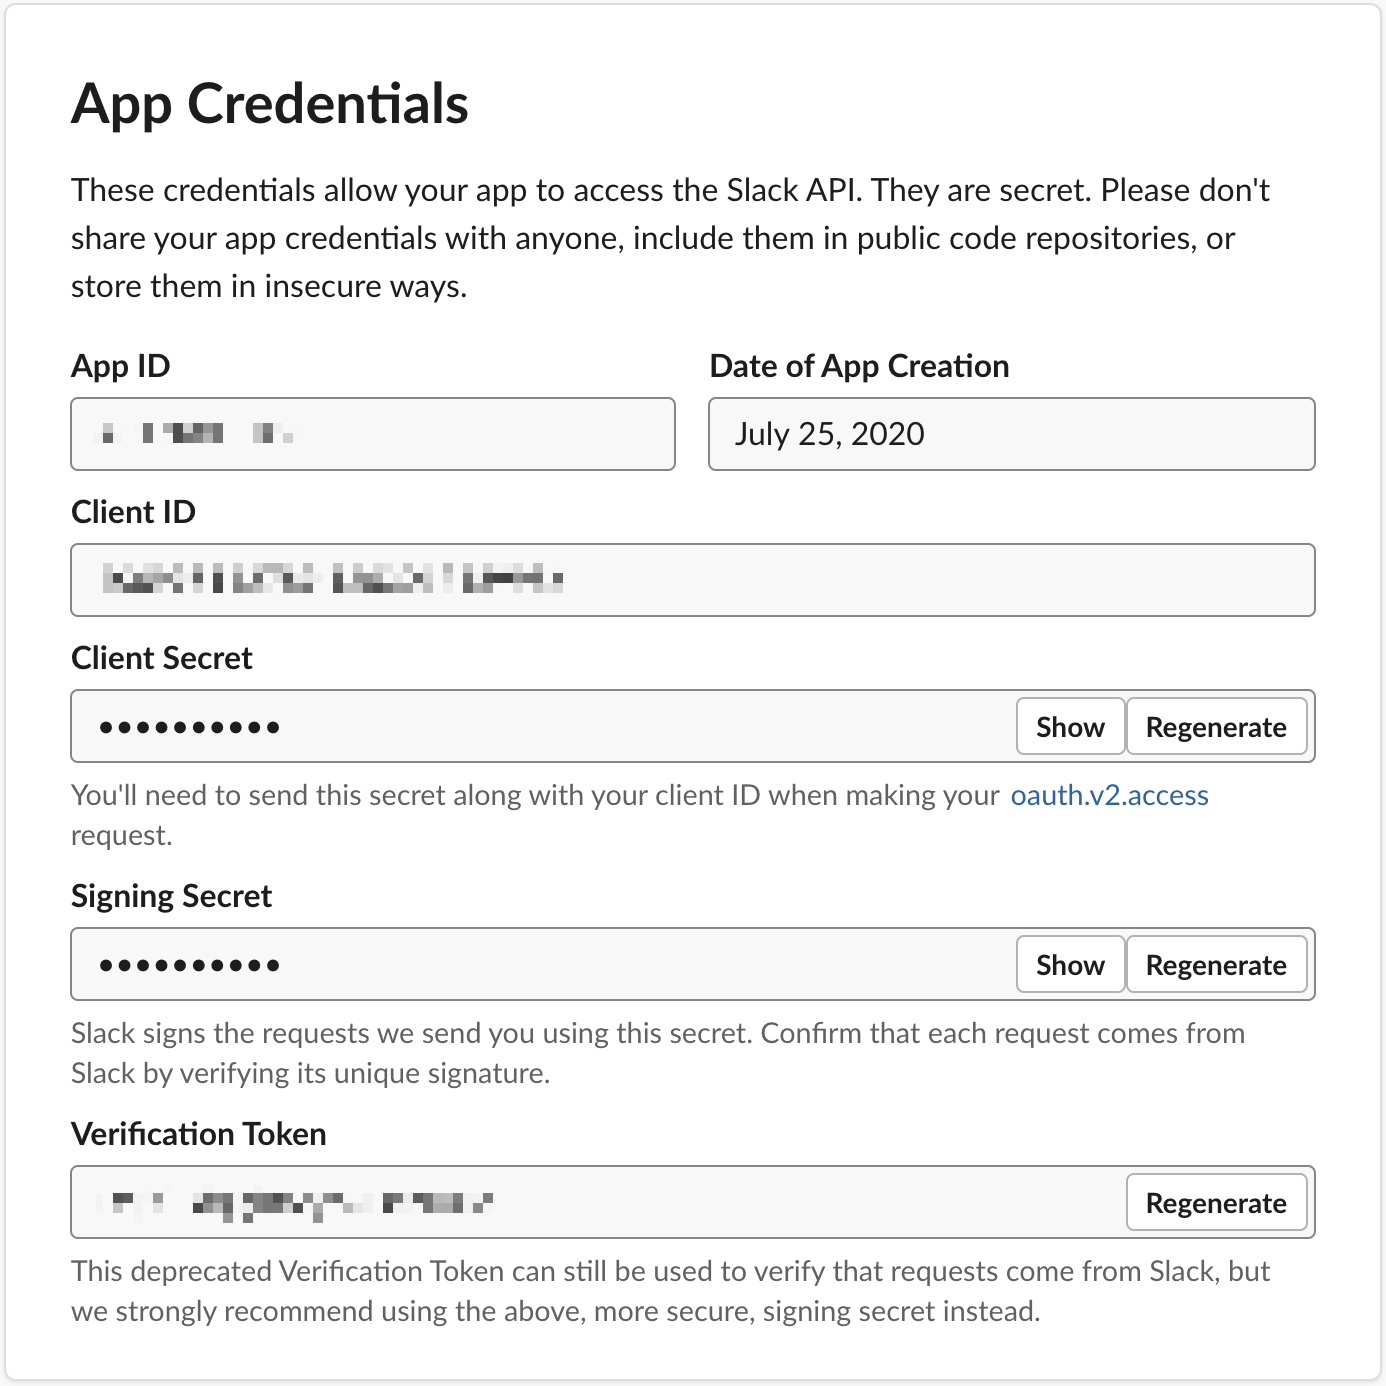 App Credentials
These credentials allow your app to access the Slack API. They are secret. Please don't
share your app credentials with anyone, include them in public code repositories, or
store them in insecure ways.
App ID
Date of App Creation
July 25, 2020
Client ID
Client Secret
••••••••••
Show
Regenerate
You'll need to send this secret along with your client ID when making your oauth.v2.access
request.
Signing Secret
••••••••••
Show
Regenerate
Slack signs the requests we send you using this secret. Confirm that each request comes from
Slack by verifying its unique signature.
Verification Token
Regenerate
This deprecated Verification Token can still be used to verify that requests come from Slack, but
we strongly recommend using the above, more secure, signing secret instead.